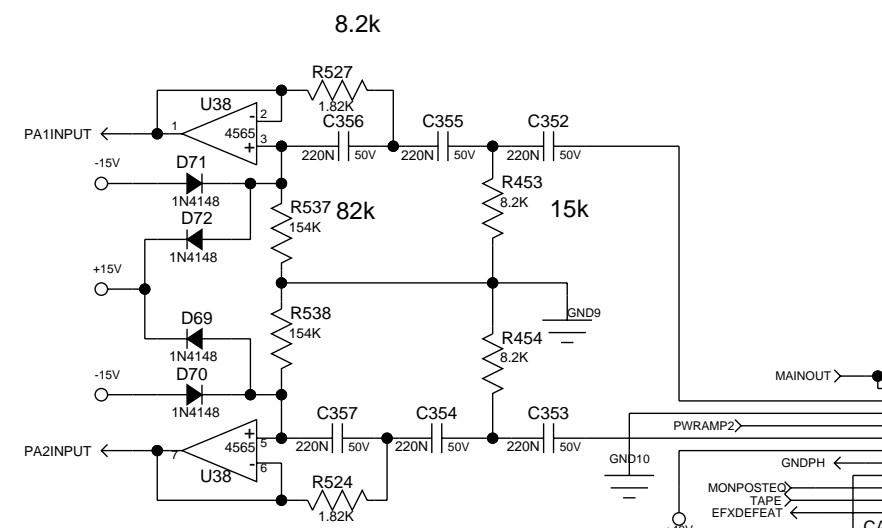 8.2k
R527
1.82K
U38
2
-
1
4565
3
+
PA1INPUT
C356
220N
50V
C355
220N
50V
C352
220N
50V
-15V
D71
1N4148
D72
1N4148
R537
154K
82k
R453
8.2K
15k
+15V
GND9
R538
154K
D69
1N4148
R454
8.2K
-15V
D70
1N4148
MAINOUT
C357
220N
50V
C354
220N
50V
C353
220N
50V
PWRAMP2
+
5
4565
7
-
6
U38
PA2INPUT
GND10
GNDPH
R524
1.82K
MONPOSTEQ
TAPE
EFXDEFEAT